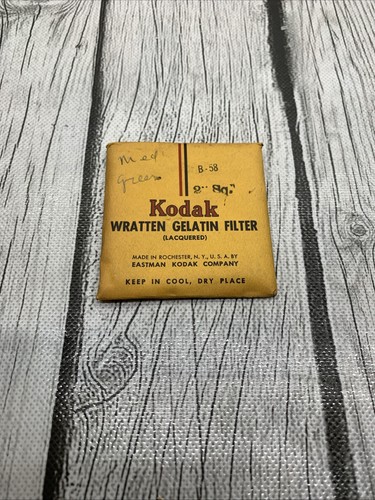 Med
Green
B-58
2" Sq.
Kodak
WRATTEN GELATIN FILTER
(LACQUERED)
MADE IN ROCHESTER, N. Y., U. S. A. BY
EASTMAN KODAK COMPANY
KEEP IN COOL, DRY PLACE